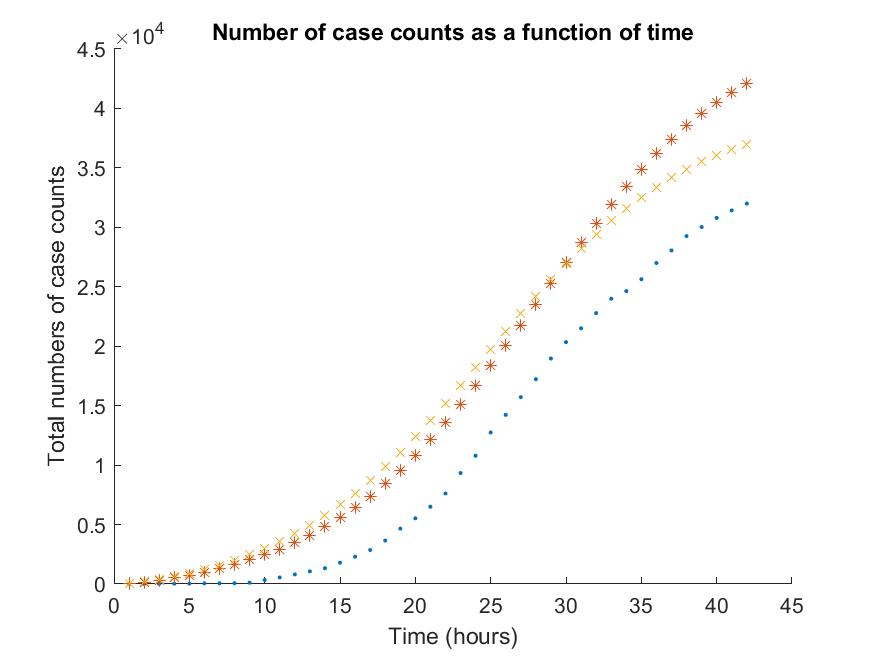 Number of case counts as a function of time
×10⁴
4.5
4
3.5
3
2.5
2
1.5
1
0.5
0
Total numbers of case counts
0 5 10 15 20 25 30 35 40 45
Time (hours)